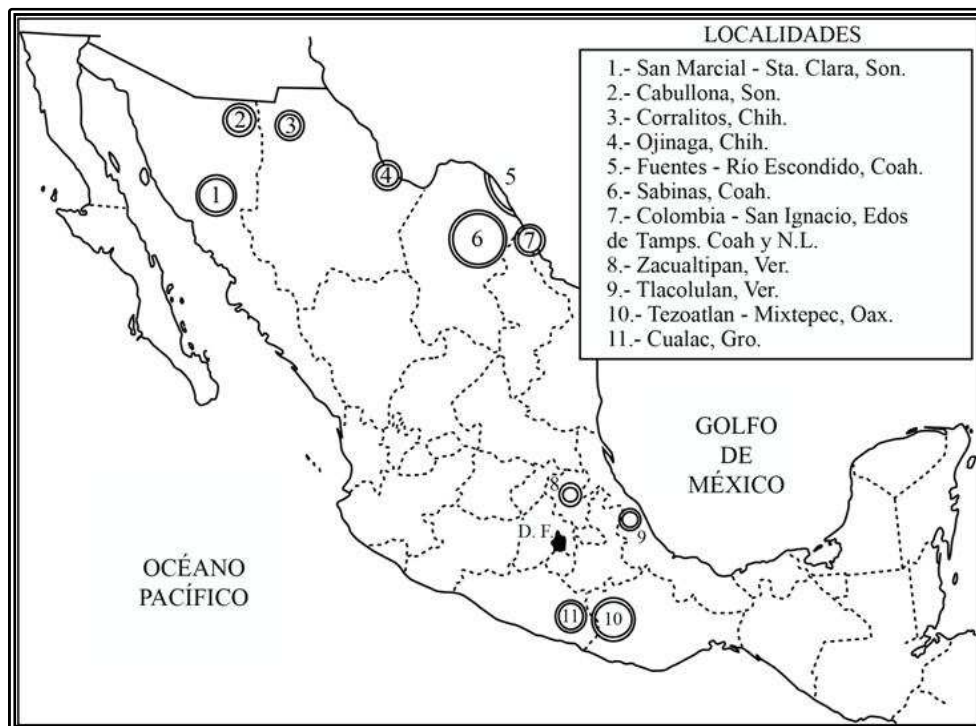 LOCALIDADES
1.- San Marcial - Sta. Clara, Son.
2.- Cabullona, Son.
3.- Corralitos, Chih.
4.- Ojinaga, Chih.
5.- Fuentes - Río Escondido, Coah.
6.- Sabinas, Coah.
7.- Colombia - San Ignacio, Edos
de Tamps. Coah y N.L.
8.- Zacualtipan, Ver.
9.- Tlacolulan, Ver.
10.- Tezoatlan - Mixtepec, Oax.
11.- Cualac, Gro.
2
3
4
5
1
6
7
GOLFO
DE
MÉXICO
8
9
D. F.
OCÉANO
PACÍFICO
11
10